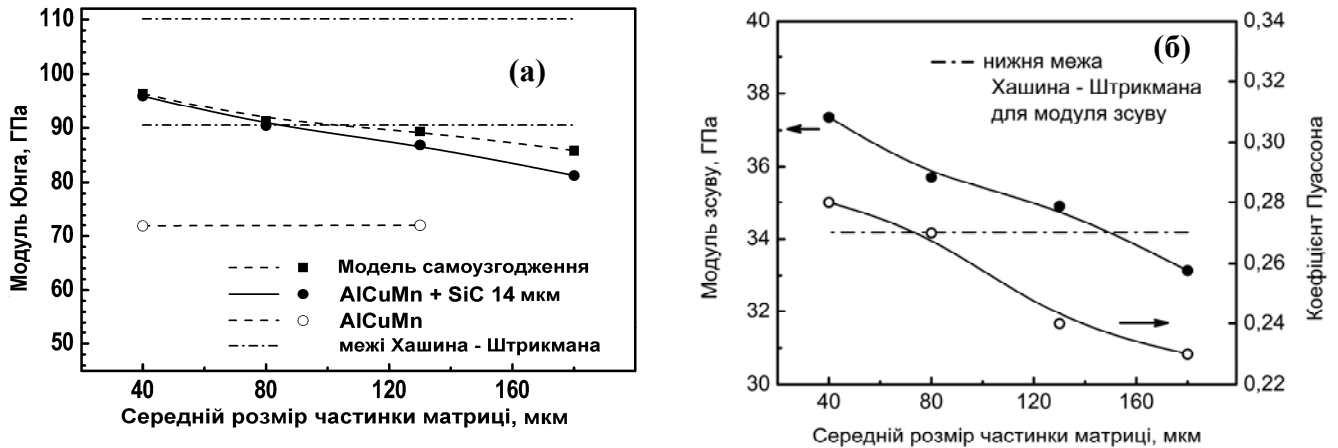 110
100
90
80
70
60
50
40
80
120
160
Модуль Юнга, ГПа
Середній розмір частинки матриці, мкм
(а)
Модель самоузгодження
AlCuMn + SiC 14 мкм
AlCuMn
межі Хашина - Штрикмана
40
38
36
34
32
30
40
80
120
160
Модуль зсуву, ГПа
Середній розмір частинки матриці, мкм
(б)
нижня межа
Хашина - Штрикмана
для модуля зсуву
0,34
0,32
0,30
0,28
0,26
0,24
0,22
Коефіцієнт Пуассона